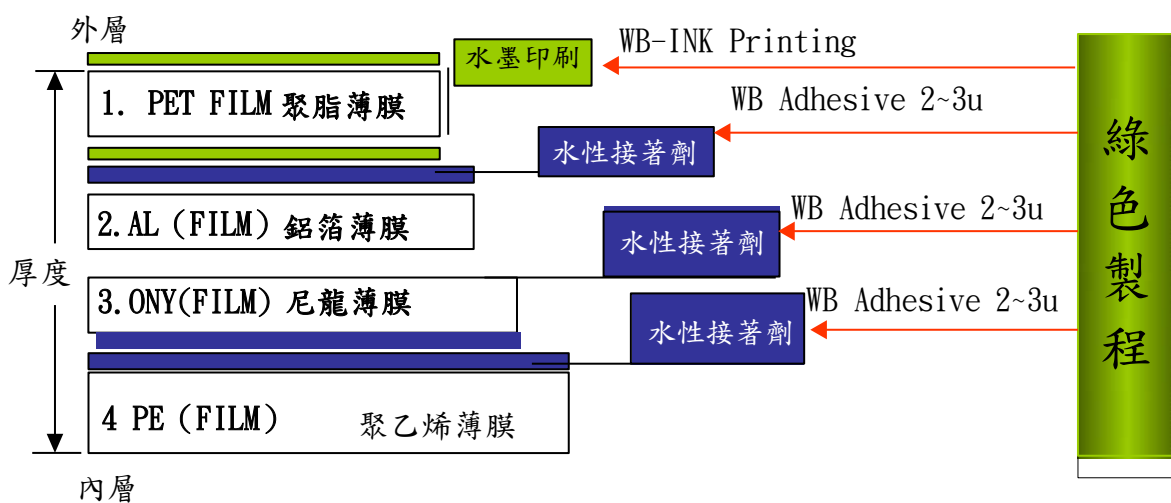 外層
水墨印刷
WB-INK Printing
1. PET FILM 聚脂薄膜
WB Adhesive 2~3u
水性接著劑
2. AL (FILM) 鋁箔薄膜
WB Adhesive 2~3u
水性接著劑
厚度
3. ONY(FILM) 尼龍薄膜
WB Adhesive 2~3u
水性接著劑
4 PE (FILM) 聚乙烯薄膜
內層
綠色製程